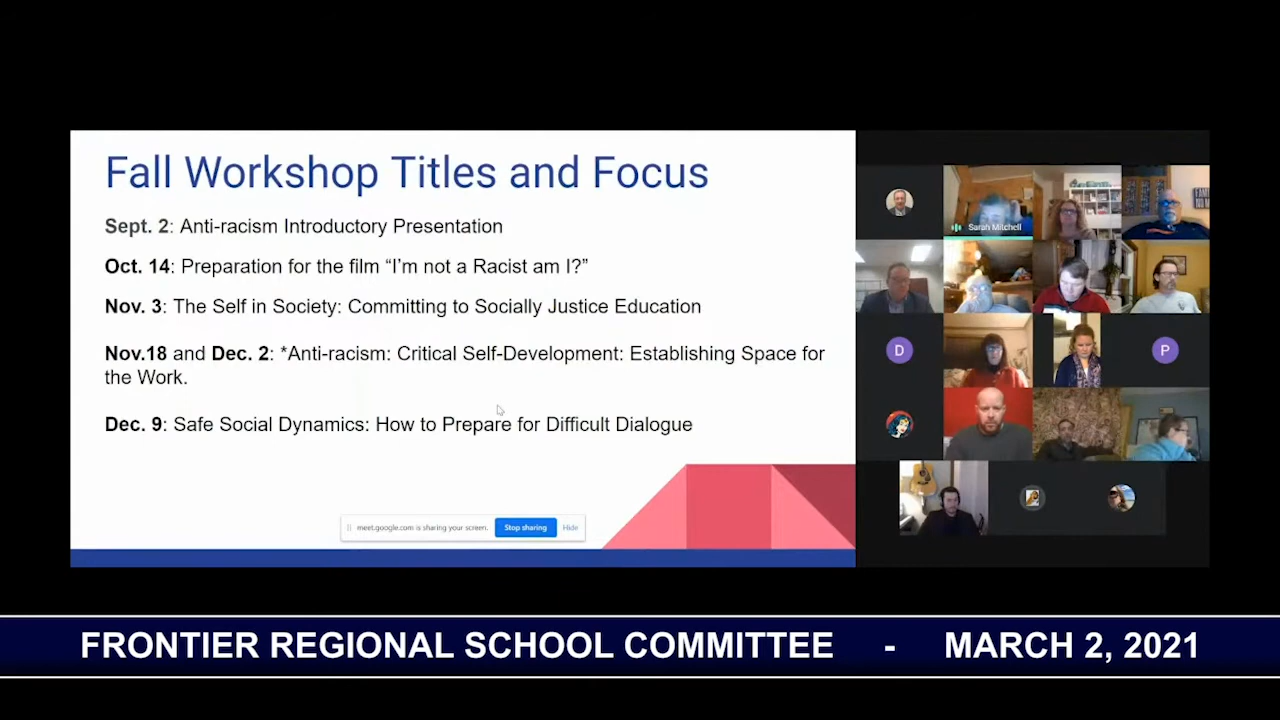 Fall Workshop Titles and Focus
Sept. 2: Anti-racism Introductory Presentation
Oct. 14: Preparation for the film “I’m not a Racist am I?”
Nov. 3: The Self in Society: Committing to Socially Justice Education
Nov.18 and Dec. 2: *Anti-racism: Critical Self-Development: Establishing Space for
the Work.
Dec. 9: Safe Social Dynamics: How to Prepare for Difficult Dialogue
meet.google.com is sharing your screen. Stop sharing Hide
Sarah Mitchell
D
P
FRONTIER REGIONAL SCHOOL COMMITTEE - MARCH 2, 2021